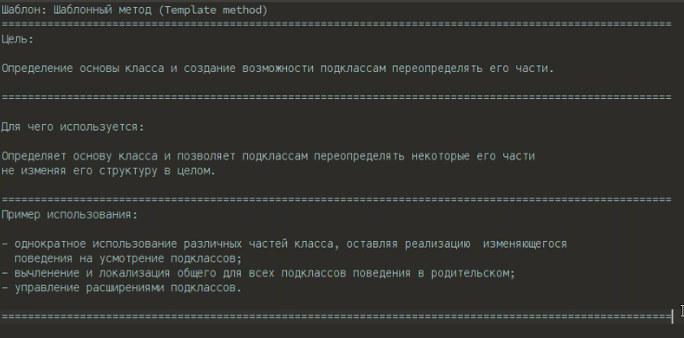 Шаблон: Шаблонный метод (Template method)
=======================================================================================================
Цель:
Определение основы класса и создание возможности подклассам переопределять его части.
=======================================================================================================
Для чего используется:
Определяет основу класса и позволяет подклассам переопределять некоторые его части
не изменяя его структуру в целом.
=======================================================================================================
Пример использования:
- однократное использование различных частей класса, оставляя реализацию  изменяющегося
  поведения на усмотрение подклассов;
- вычленение и локализация общего для всех подклассов поведения в родительском;
- управление расширениями подклассов.
=======================================================================================================